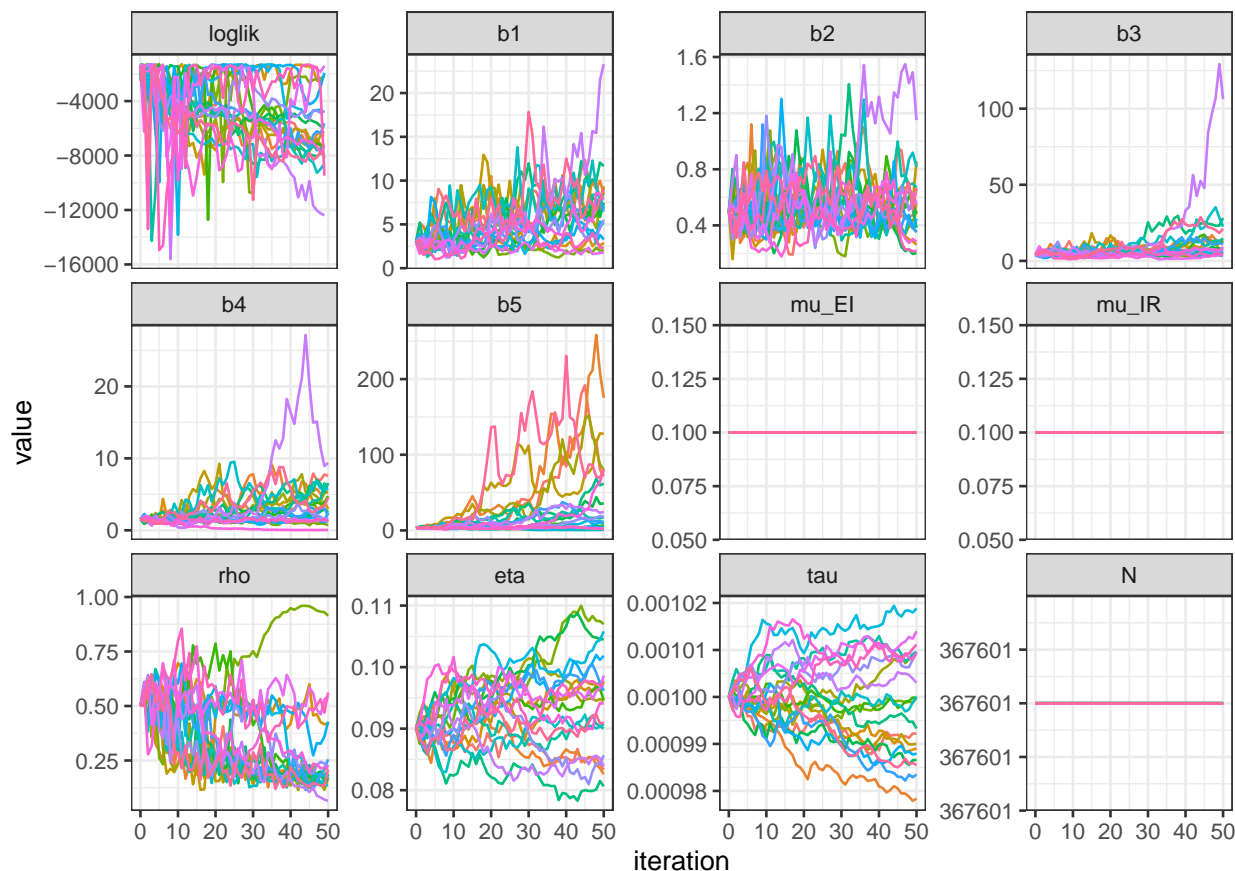 loglik
b1
b2
b3
−4000
−8000
−12000
−16000
20
15
10
5
0
1.6
1.2
0.8
0.4
100
50
0
b4
b5
mu_EI
mu_IR
20
10
0
200
100
0
0.150
0.125
0.100
0.075
0.050
0.150
0.125
0.100
0.075
0.050
rho
eta
tau
N
1.00
0.75
0.50
0.25
0.11
0.10
0.09
0.08
0.00102
0.00101
0.00100
0.00099
0.00098
367601
367601
367601
367601
0 10 20 30 40 50
0 10 20 30 40 50
0 10 20 30 40 50
0 10 20 30 40 50
iteration
value